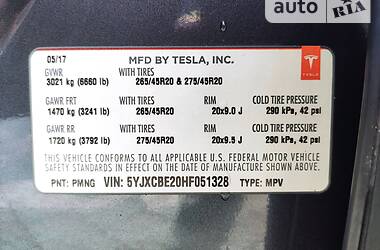 auto RIA
05/17 MFD BY TESLA, INC.
TESLA
GVWR WITH TIRES
3021 kg (6660 lb) 265/45R20 & 275/45R20
GAWR FRT WITH TIRES RIM COLD TIRE PRESSURE
1470 kg (3241 lb) 265/45R20 20x9.0 J 290 kPa, 42 psi
GAWR RR WITH TIRES RIM COLD TIRE PRESSURE
1720 kg (3792 lb) 275/45R20 20x9.5 J 290 kPa, 42 psi
THIS VEHICLE CONFORMS TO ALL APPLICABLE U.S. FEDERAL MOTOR VEHICLE
SAFETY STANDARDS IN EFFECT ON THE DATE OF MANUFACTURE SHOWN ABOVE.
PNT: PMNG VIN: 5YJXCBE20HF051328 TYPE: MPV